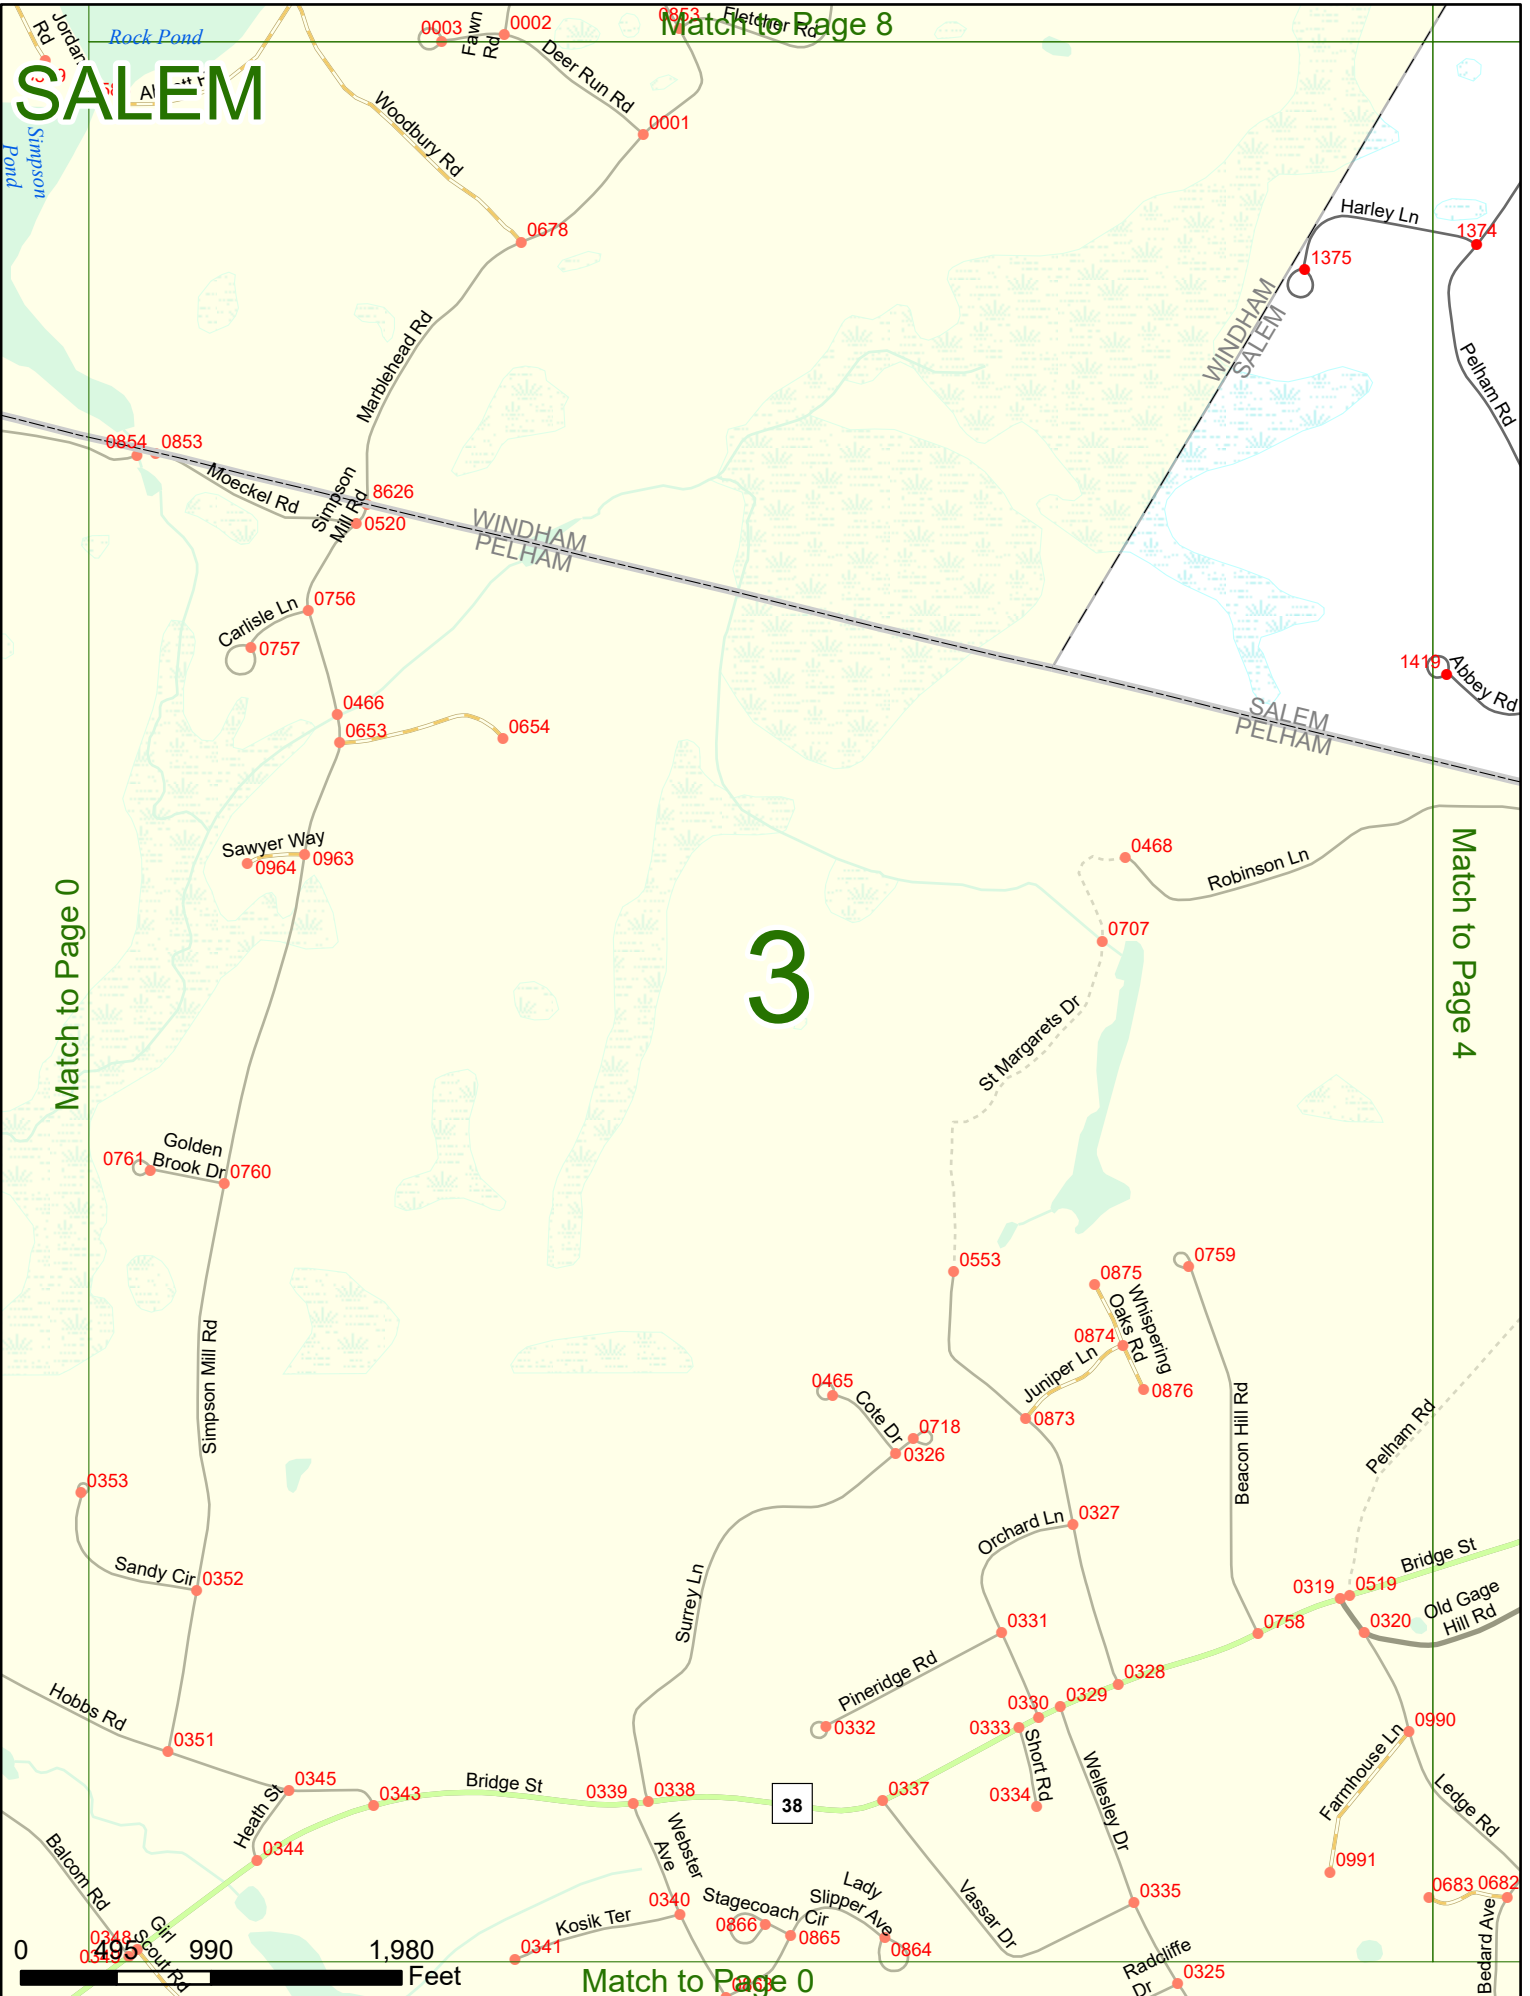 Match to Page 8
SALEM
Rock Pond
Simpson
Pond
Jordan
Rd
0003
Fawn
Rd
0002
0853
Fletcher Rd
Deer Run Rd
0001
Woodbury Rd
0678
Harley Ln
1374
1375
WINDHAM
SALEM
Marblehead Rd
Pelham Rd
0854
0853
Moeckel Rd
Simpson
Mill Rd
8626
0520
WINDHAM
PELHAM
0756
Carlisle Ln
0757
1419
Abbey Rd
0466
0653
0654
SALEM
PELHAM
Sawyer Way
0964
0963
0468
Robinson Ln
Match to Page 0
3
0707
Match to Page 4
St Margarets Dr
Golden
Brook Dr
0761
0760
0553
0759
0875
Whispering
Oaks Rd
0874
Juniper Ln
0876
0873
Simpson Mill Rd
0465
Cote Dr
0718
0326
Beacon Hill Rd
Pelham Rd
0353
Orchard Ln
0327
Sandy Cir
0352
Surrey Ln
Bridge St
0319
0519
Old Gage
Hill Rd
0320
0331
0758
Pineridge Rd
0328
0329
0330
0333
0332
Hobbs Rd
0351
0990
0345
Bridge St
0339
0338
38
0337
Short Rd
0334
Wellesley Dr
Farmhouse Ln
Ledge Rd
0343
Heath St
0344
Webster
Ave
0991
Balcom Rd
0683
0682
0335
Lady
Slipper Ave
Stagecoach Cir
0340
0866
0865
0864
Vassar Dr
Kosik Ter
0341
Girl
Scout Rd
0348
Bedard Ave
Radcliffe
Dr
0325
0
495
990
1,980
Feet
Match to Page 0
0863